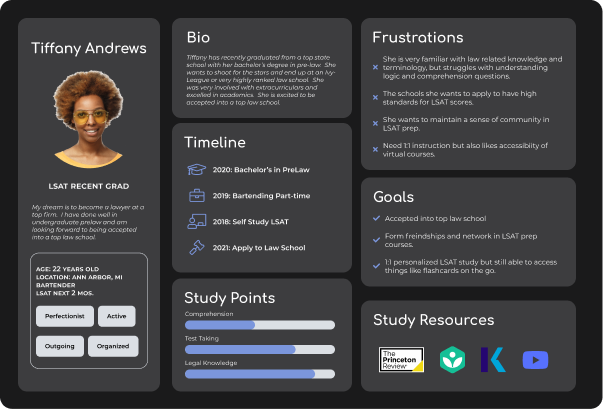 Tiffany Andrews
LSAT RECENT GRAD
My dream is to become a lawyer at a
top firm. I have done well in
undergraduate prelaw and am
looking forward to being accepted
into a top law school.
AGE: 22 YEARS OLD
LOCATION: ANN ARBOR, MI
BARTENDER
LSAT NEXT 2 MOS.
Perfectionist
Active
Outgoing
Organized
Bio
Tiffany has recently graduated from a top state
school with her bachelor's degree in pre-law. She
wants to shoot for the stars and end up at an Ivy-
League or very highly ranked law school. She
was very involved with extracurriculars and
excelled in academics. She is excited to be
accepted into a top law school.
Timeline
2020: Bachelor's in PreLaw
2019: Bartending Part-time
2018: Self Study LSAT
2021: Apply to Law School
Study Points
Comprehension
Test Taking
Legal Knowledge
Frustrations
She is very familiar with law related knowledge and
terminology, but struggles with understanding
logic and comprehension questions.
The schools she wants to apply to have high
standards for LSAT scores.
She wants to maintain a sense of community in
LSAT prep.
Need 1:1 instruction but also likes accessiblity of
virtual courses.
Goals
Accepted into top law school
Form freindships and network in LSAT prep
courses.
1:1 personalized LSAT study but still able to access
things like flashcards on the go.
Study Resources
The
Princeton
Review
K